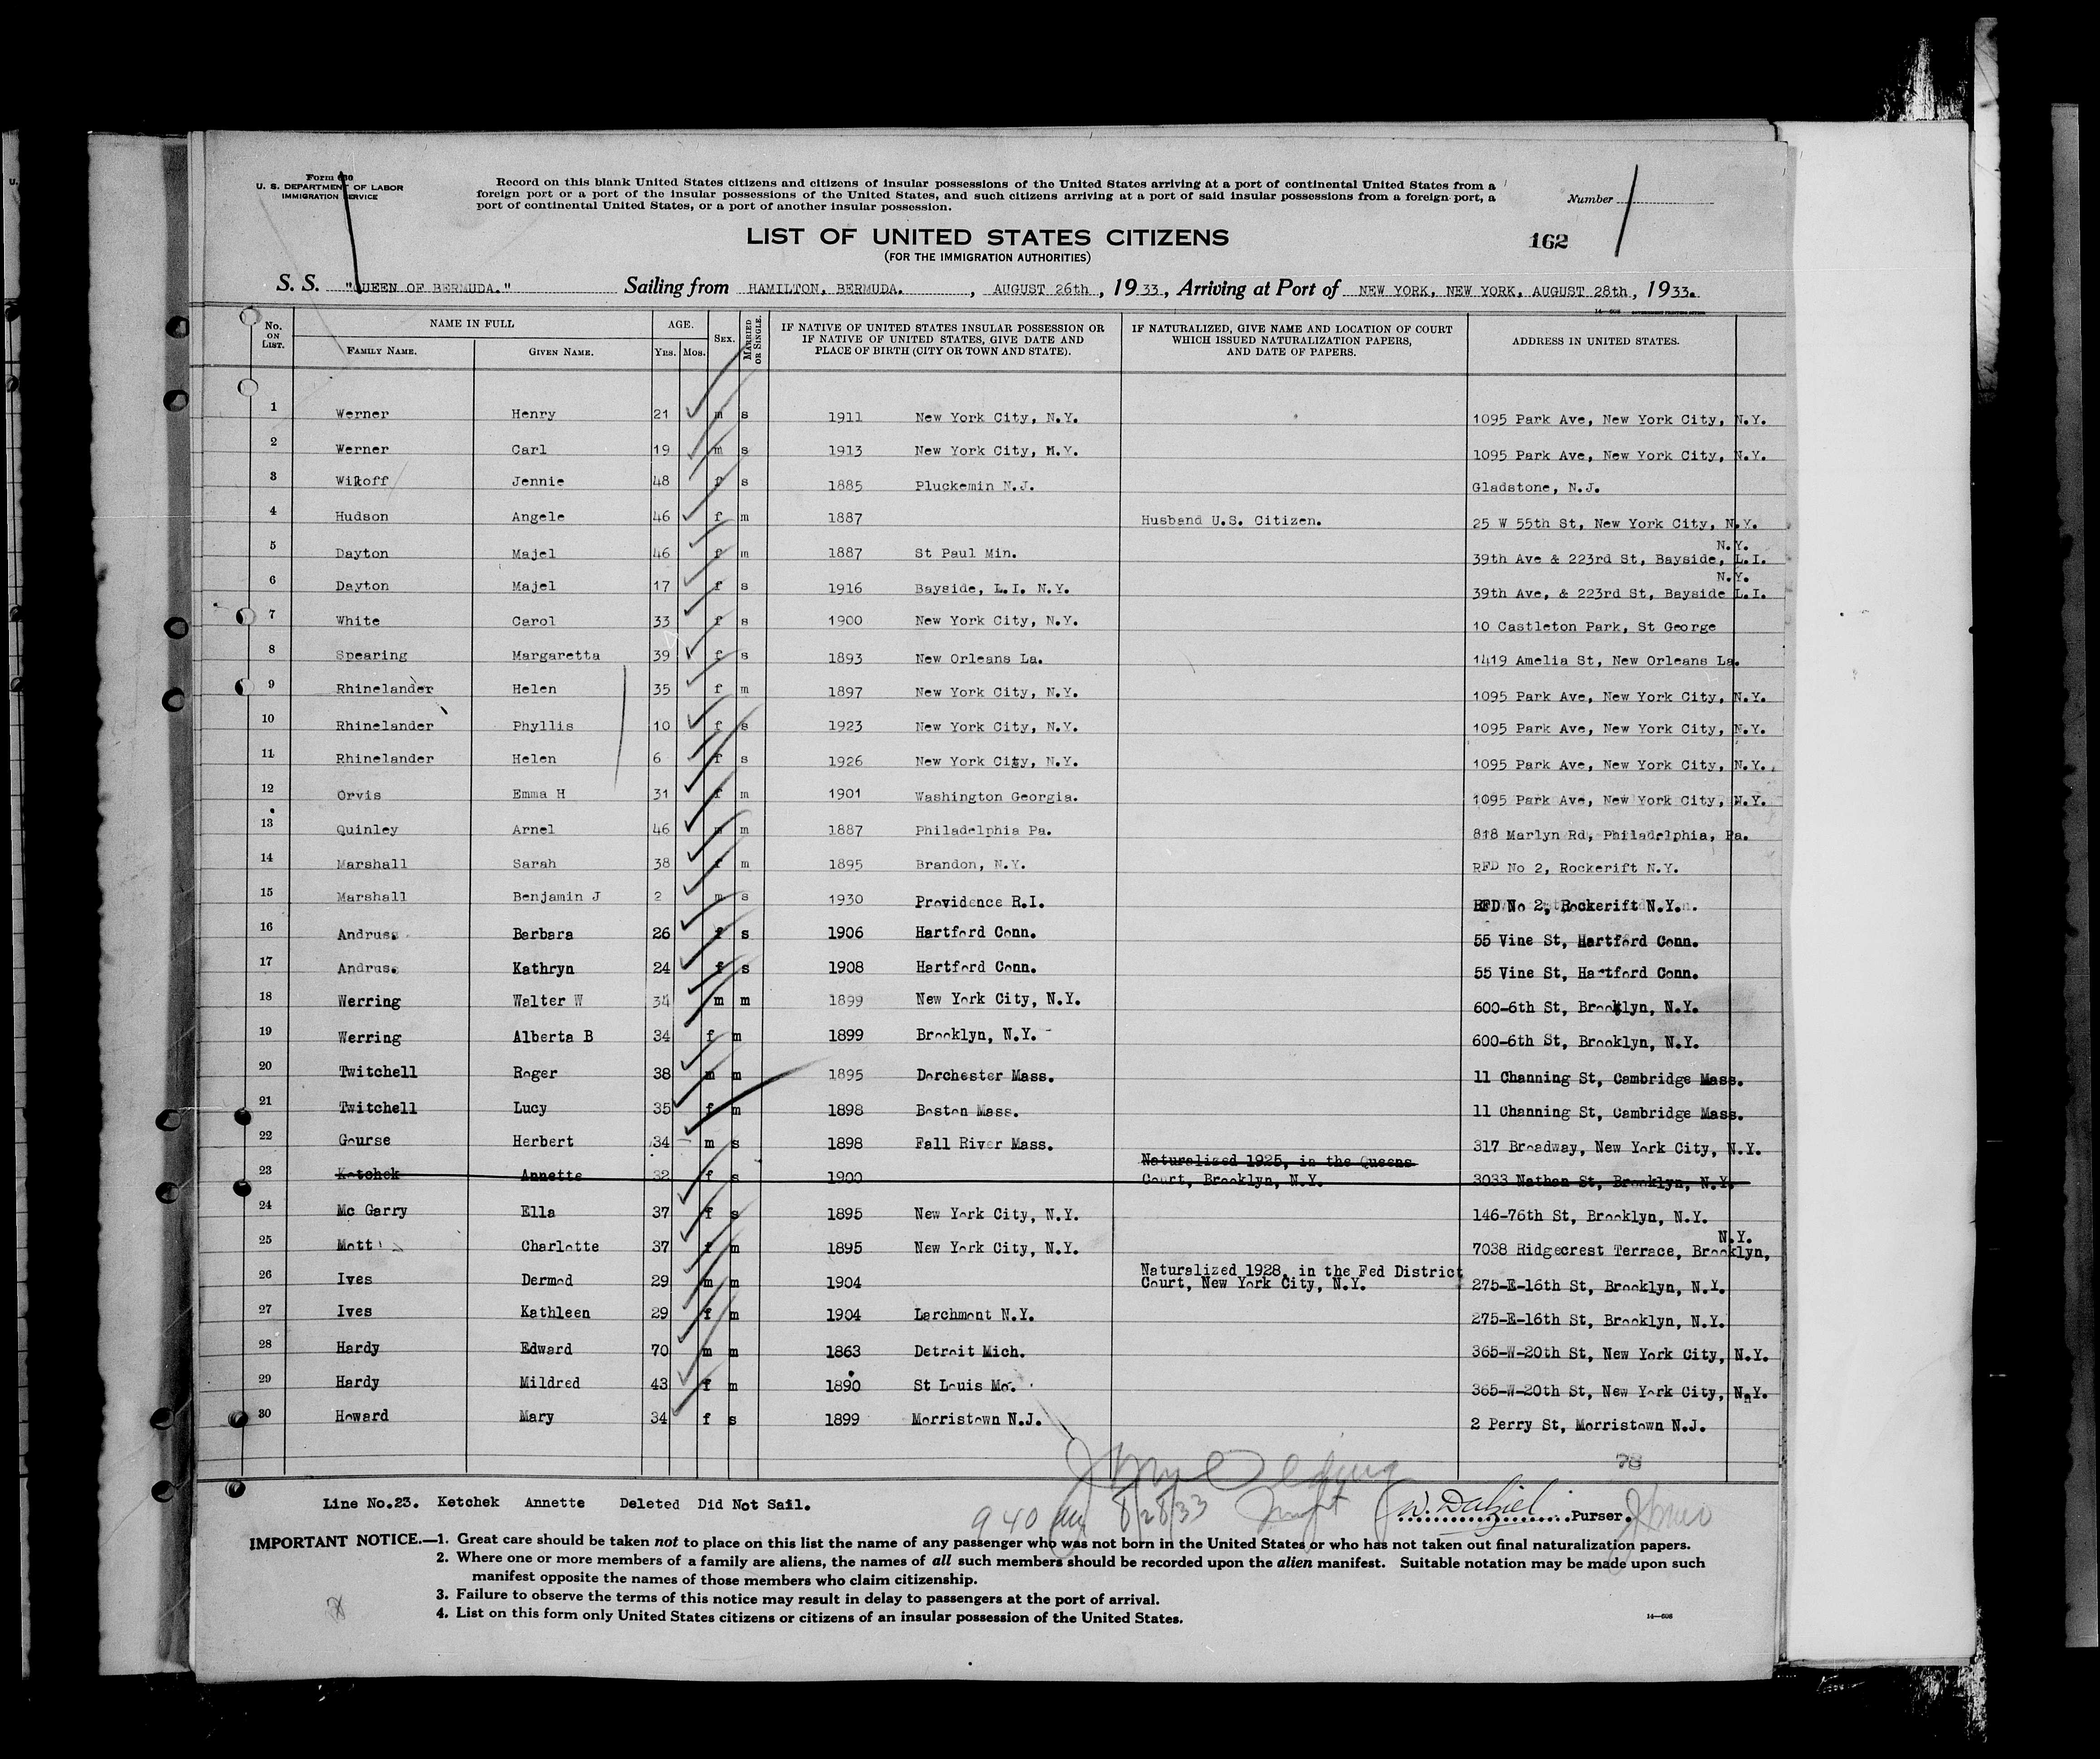 Form 630
U. S. DEPARTMENT OF LABOR
IMMIGRATION SERVICE
Record on this blank United States citizens and citizens of insular possessions of the United States arriving at a port of continental United States from a
foreign port or a port of the insular possessions of the United States, and such citizens arriving at a port of said insular possessions from a foreign port, a
port of continental United States, or a port of another insular possession.
Number
LIST OF UNITED STATES CITIZENS
(FOR THE IMMIGRATION AUTHORITIES)
162
S. S. "QUEEN OF BERMUDA." Sailing from HAMILTON, BERMUDA. , AUGUST 26th , 19 33 , Arriving at Port of NEW YORK, NEW YORK, AUGUST 28th , 19 33.
No. ON LIST. NAME IN FULL FAMILY NAME. GIVEN NAME. AGE. YRS. MOS. SEX. MARRIED OR SINGLE. IF NATIVE OF UNITED STATES INSULAR POSSESSION OR IF NATIVE OF UNITED STATES, GIVE DATE AND PLACE OF BIRTH (CITY OR TOWN AND STATE). IF NATURALIZED, GIVE NAME AND LOCATION OF COURT WHICH ISSUED NATURALIZATION PAPERS, AND DATE OF PAPERS. ADDRESS IN UNITED STATES.
1 Werner Henry 21 m s 1911 New York City, N.Y. 1095 Park Ave, New York City, N.Y.
2 Werner Carl 19 m s 1913 New York City, N.Y. 1095 Park Ave, New York City, N.Y.
3 Wikoff Jennie 48 f s 1885 Pluckemin N.J. Gladstone, N.J.
4 Hudson Angele 46 f m 1887 Husband U.S. Citizen. 25 W 55th St, New York City, N.Y.
5 Dayton Majel 46 f m 1887 St Paul Min. 39th Ave & 223rd St, Bayside, L.I. N.Y.
6 Dayton Majel 17 f s 1916 Bayside, L.I. N.Y. 39th Ave, & 223rd St, Bayside L.I. N.Y.
7 White Carol 33 f s 1900 New York City, N.Y. 10 Castleton Park, St George
8 Spearing Margaretta 39 f s 1893 New Orleans La. 1419 Amelia St, New Orleans La.
9 Rhinelander Helen 35 f m 1897 New York City, N.Y. 1095 Park Ave, New York City, N.Y.
10 Rhinelander Phyllis 10 f s 1923 New York City, N.Y. 1095 Park Ave, New York City, N.Y.
11 Rhinelander Helen 6 f s 1926 New York City, N.Y. 1095 Park Ave, New York City, N.Y.
12 Orvis Emma H 31 f m 1901 Washington Georgia. 1095 Park Ave, New York City, N.Y.
13 Quinley Arnel 46 m m 1887 Philadelphia Pa. 818 Marlyn Rd, Philadelphia, Pa.
14 Marshall Sarah 38 f m 1895 Brandon, N.Y. RFD No 2, Rockerift N.Y.
15 Marshall Benjamin J 2 m s 1930 Providence R.I. RFD No 2, Rockerift N.Y.
16 Andrus. Barbara 26 f s 1906 Hartford Conn. 55 Vine St, Hartford Conn.
17 Andrus. Kathryn 24 f s 1908 Hartford Conn. 55 Vine St, Hartford Conn.
18 Werring Walter W 34 m m 1899 New York City, N.Y. 600-6th St, Brooklyn, N.Y.
19 Werring Alberta B 34 f m 1899 Brooklyn, N.Y. 600-6th St, Brooklyn, N.Y.
20 Twitchell Roger 38 m m 1895 Dorchester Mass. 11 Channing St, Cambridge Mass.
21 Twitchell Lucy 35 f m 1898 Boston Mass. 11 Channing St, Cambridge Mass.
22 Gourse Herbert 34 m s 1898 Fall River Mass. 317 Broadway, New York City, N.Y.
23 Ketchek Annette 32 f s 1900 Naturalized 1925, in the Queens Court, Brooklyn, N.Y. 3033 Nathan St, Brooklyn, N.Y.
24 Mc Garry Ella 37 f s 1895 New York City, N.Y. 146-76th St, Brooklyn, N.Y.
25 Mott Charlotte 37 f m 1895 New York City, N.Y. 7038 Ridgecrest Terrace, Brooklyn, N.Y.
26 Ives Dermod 29 m m 1904 Naturalized 1928, in the Fed District Court, New York City, N.Y. 275-E-16th St, Brooklyn, N.Y.
27 Ives Kathleen 29 f m 1904 Larchmont N.Y. 275-E-16th St, Brooklyn, N.Y.
28 Hardy Edward 70 m m 1863 Detroit Mich. 365-W-20th St, New York City, N.Y.
29 Hardy Mildred 43 f m 1890 St Louis Mo. 365-W-20th St, New York City, N.Y.
30 Howard Mary 34 f s 1899 Morristown N.J. 2 Perry St, Morristown N.J.
78
Line No.23. Ketchek Annette Deleted Did Not Sail.
940 am 8/28/33
W. Dalziel Purser.
IMPORTANT NOTICE.—1. Great care should be taken not to place on this list the name of any passenger who was not born in the United States or who has not taken out final naturalization papers.
2. Where one or more members of a family are aliens, the names of all such members should be recorded upon the alien manifest. Suitable notation may be made upon such
manifest opposite the names of those members who claim citizenship.
3. Failure to observe the terms of this notice may result in delay to passengers at the port of arrival.
4. List on this form only United States citizens or citizens of an insular possession of the United States.
14—608